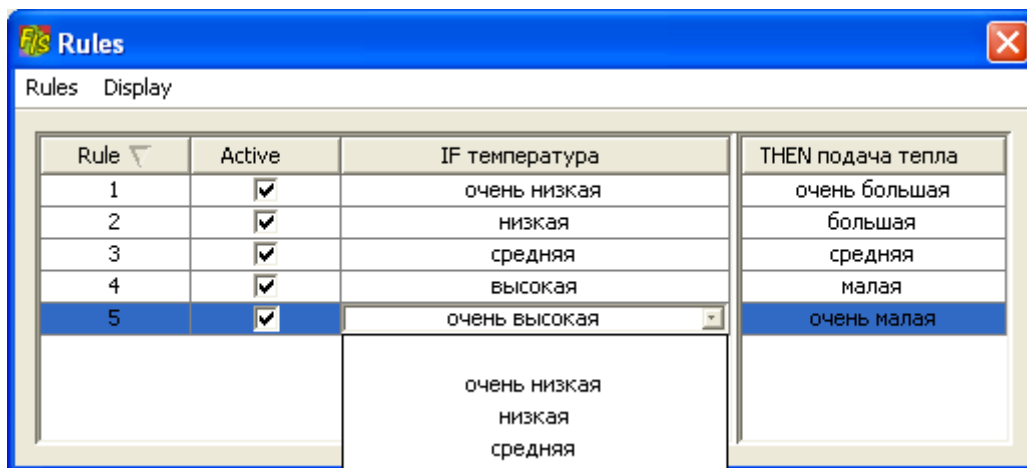 Rules
Rules Display
Rule Active IF температура THEN подача тепла
1 очень низкая очень большая
2 низкая большая
3 средняя средняя
4 высокая малая
5 очень высокая очень малая
очень низкая
низкая
средняя